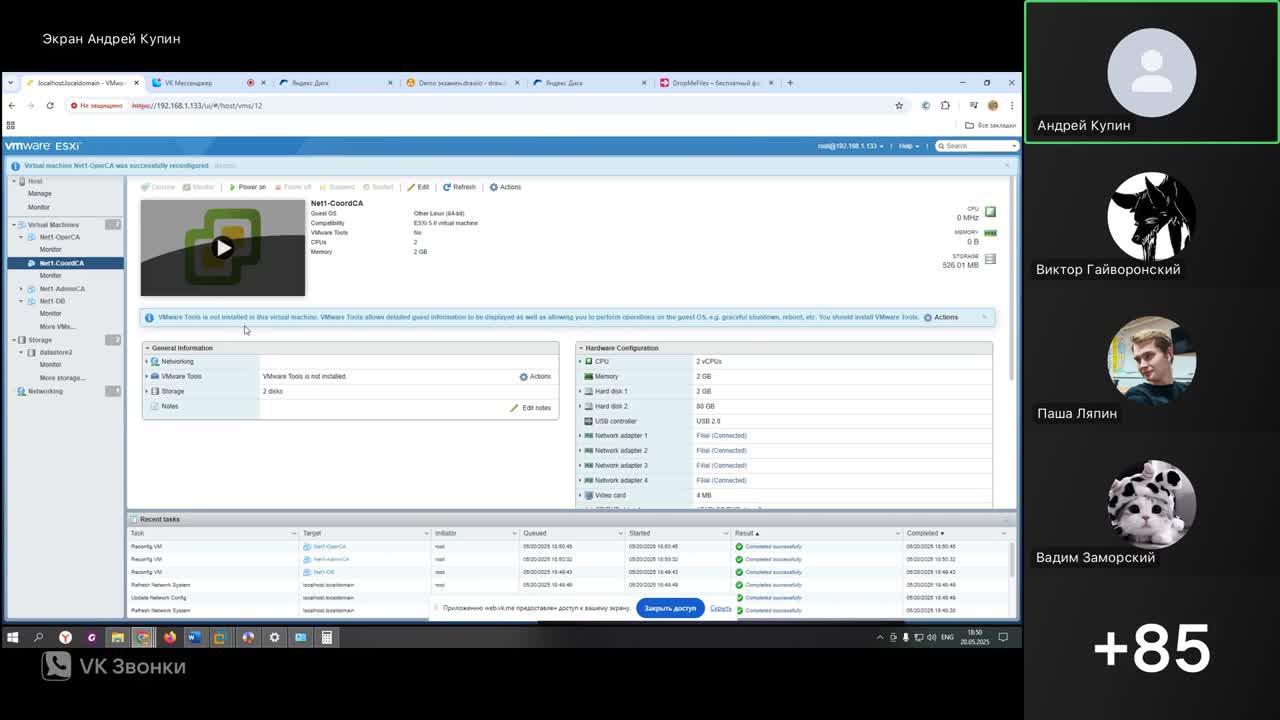 Экран Андрей Купин
localhost.localdomain - VMwa
VK Мессенджер
Яндекс Диск
Demo экзамен.drawio - draw.i
Яндекс Диск
DropMeFiles – бесплатный фа
Не защищено
https://192.168.1.133/ui/#/host/vms/12
Все закладки
vmware ESXi
root@192.168.1.133
Help
Search
Virtual machine Net1-OperCA was successfully reconfigured
Host
Manage
Monitor
Virtual Machines
Net1-OperCA
Monitor
Net1-CoordCA
Monitor
Net1-AdminCA
Net1-DB
Monitor
More VMs...
Storage
datastore2
Monitor
More storage...
Networking
Console
Monitor
Power on
Power off
Suspend
Restart
Edit
Refresh
Actions
Net1-CoordCA
Guest OS Other Linux (64-bit)
Compatibility ESXi 5.0 virtual machine
VMware Tools No
CPUs 2
Memory 2 GB
CPU
0 MHz
MEMORY
0 B
STORAGE
526.01 MB
VMware Tools is not installed in this virtual machine. VMware Tools allows detailed guest information to be displayed as well as allowing you to perform operations on the guest OS, e.g. graceful shutdown, reboot, etc. You should install VMware Tools. Actions
General Information
Networking
VMware Tools VMware Tools is not installed. Actions
Storage 2 disks
Notes Edit notes
Hardware Configuration
CPU 2 vCPUs
Memory 2 GB
Hard disk 1 2 GB
Hard disk 2 80 GB
USB controller USB 2.0
Network adapter 1 Filial (Connected)
Network adapter 2 Filial (Connected)
Network adapter 3 Filial (Connected)
Network adapter 4 Filial (Connected)
Video card 4 MB
Recent tasks
Task Target Initiator Queued Started Result Completed
Reconfig VM Net1-OperCA root 05/20/2025 18:50:45 05/20/2025 18:50:45 Completed successfully 05/20/2025 18:50:45
Reconfig VM Net1-AdminCA root 05/20/2025 18:50:32 05/20/2025 18:50:32 Completed successfully 05/20/2025 18:50:32
Reconfig VM Net1-DB root 05/20/2025 18:49:43 05/20/2025 18:49:43 Completed successfully 05/20/2025 18:49:43
Refresh Network System localhost.localdomain root 05/20/2025 18:48:49 05/20/2025 18:48:49 Completed successfully 05/20/2025 18:48:49
Update Network Config localhost.localdomain Completed successfully 05/20/2025 18:48:49
Refresh Network System localhost.localdomain Completed successfully 05/20/2025 18:48:38
Приложению web.vk.me предоставлен доступ к вашему экрану.
Закрыть доступ
Скрыть
ENG
18:50
20.05.2025
VK Звонки
Андрей Купин
Виктор Гайворонский
Паша Ляпин
Вадим Заморский
+85